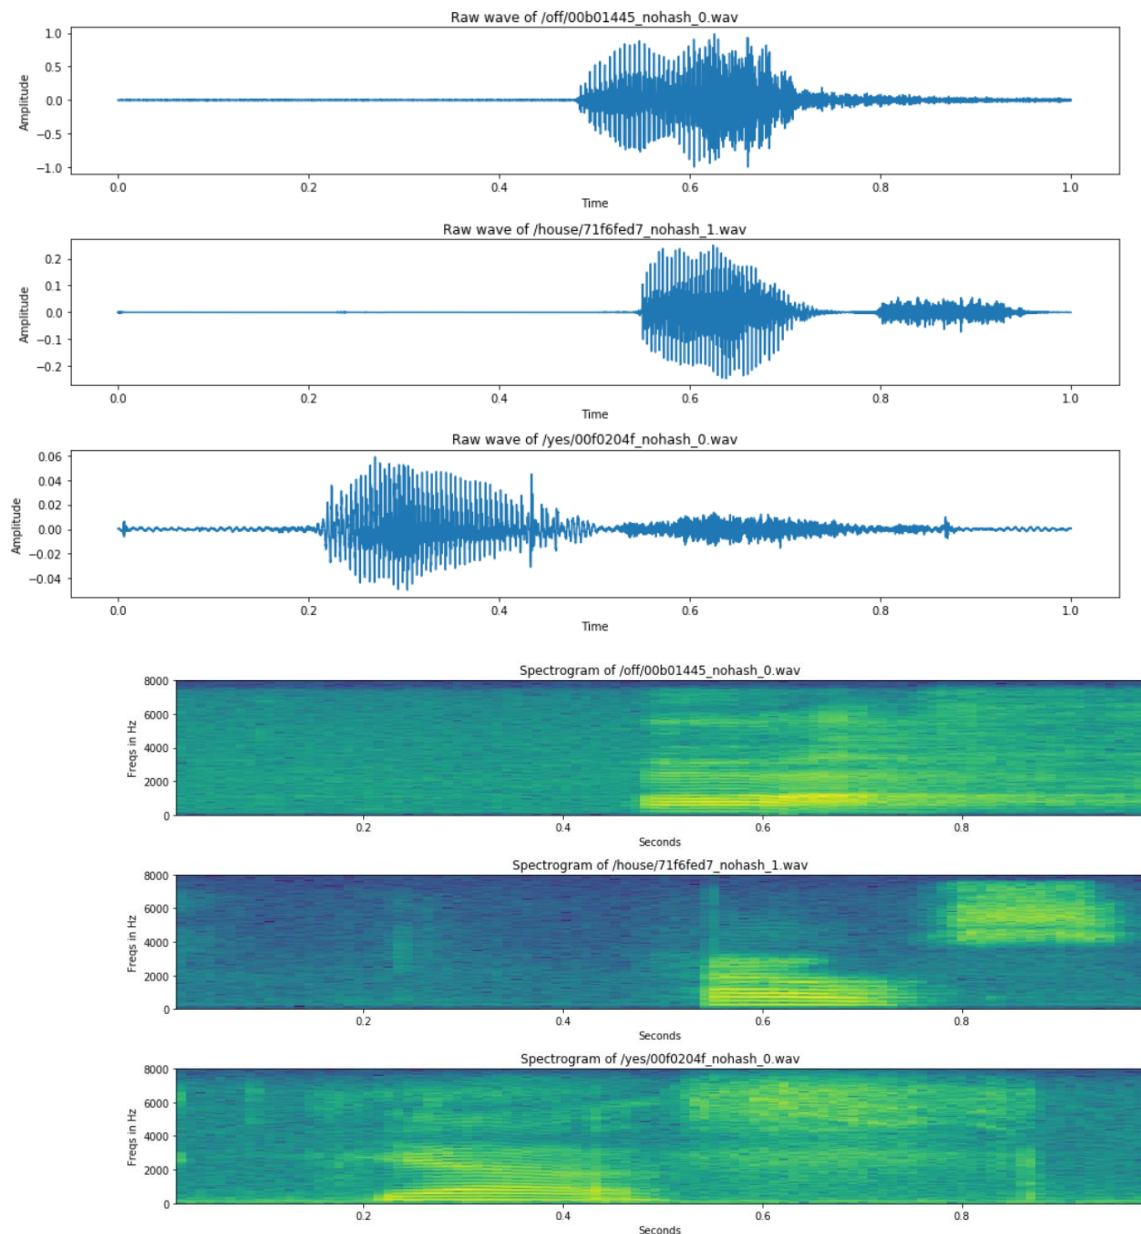 Raw wave of /off/00b01445_nohash_0.wav
1.0
0.5
0.0
−0.5
−1.0
Amplitude
0.0 0.2 0.4 0.6 0.8 1.0
Time
Raw wave of /house/71f6fed7_nohash_1.wav
0.2
0.1
0.0
−0.1
−0.2
Amplitude
0.0 0.2 0.4 0.6 0.8 1.0
Time
Raw wave of /yes/00f0204f_nohash_0.wav
0.06
0.04
0.02
0.00
−0.02
−0.04
Amplitude
0.0 0.2 0.4 0.6 0.8 1.0
Time
Spectrogram of /off/00b01445_nohash_0.wav
8000
6000
4000
2000
0
Freqs in Hz
0.2 0.4 0.6 0.8
Seconds
Spectrogram of /house/71f6fed7_nohash_1.wav
8000
6000
4000
2000
0
Freqs in Hz
0.2 0.4 0.6 0.8
Seconds
Spectrogram of /yes/00f0204f_nohash_0.wav
8000
6000
4000
2000
0
Freqs in Hz
0.2 0.4 0.6 0.8
Seconds